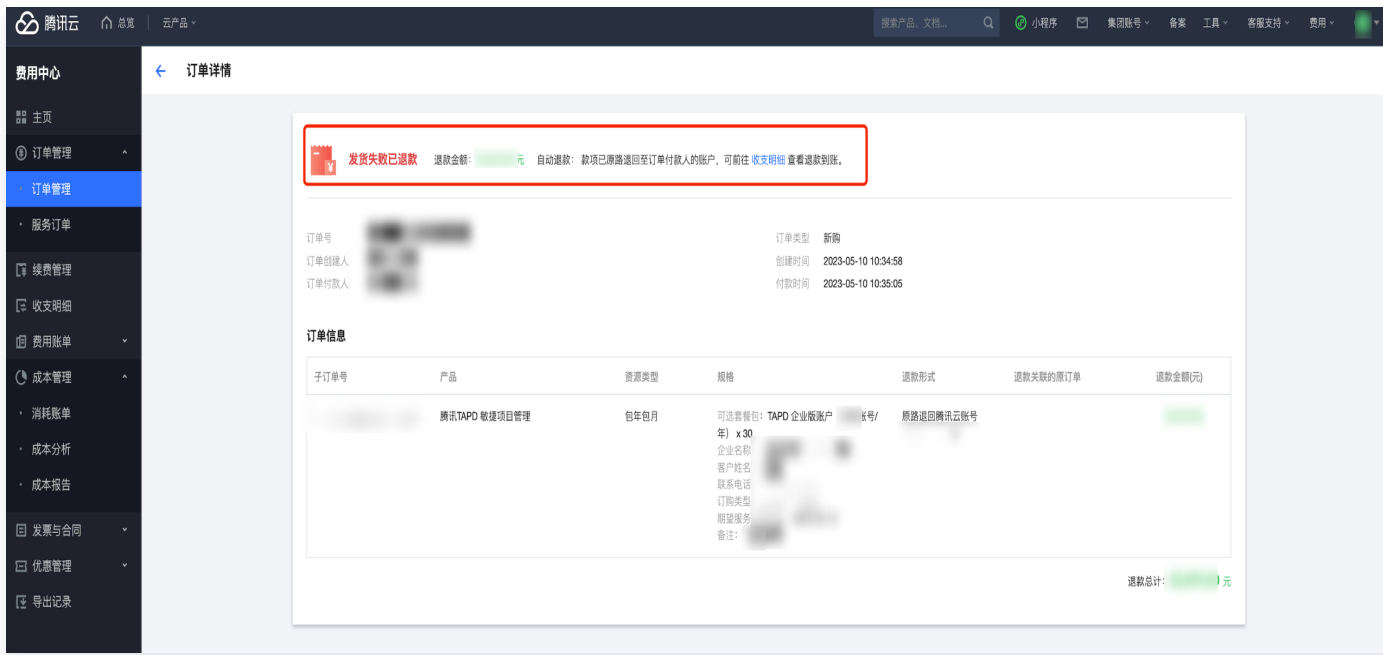 腾讯云 总览 云产品 搜索产品、文档... 小程序 集团账号 备案 工具 客服支持 费用
费用中心
主页
订单管理
订单管理
服务订单
续费管理
收支明细
费用账单
成本管理
消耗账单
成本分析
成本报告
发票与合同
优惠管理
导出记录
订单详情
发货失败已退款 退款金额: 元 自动退款: 款项已原路退回至订单付款人的账户,可前往 收支明细 查看退款到账。
订单号
订单创建人
订单付款人
订单类型 新购
创建时间 2023-05-10 10:34:58
付款时间 2023-05-10 10:35:05
订单信息
子订单号 产品 资源类型 规格 退款形式 退款关联的原订单 退款金额(元)
腾讯TAPD 敏捷项目管理 包年包月 可选套餐包: TAPD 企业版账户 账号/ 原路退回腾讯云账号
年) x 30
企业名称
客户姓名
联系电话
订购类型
期望服务
备注:
退款总计: 元